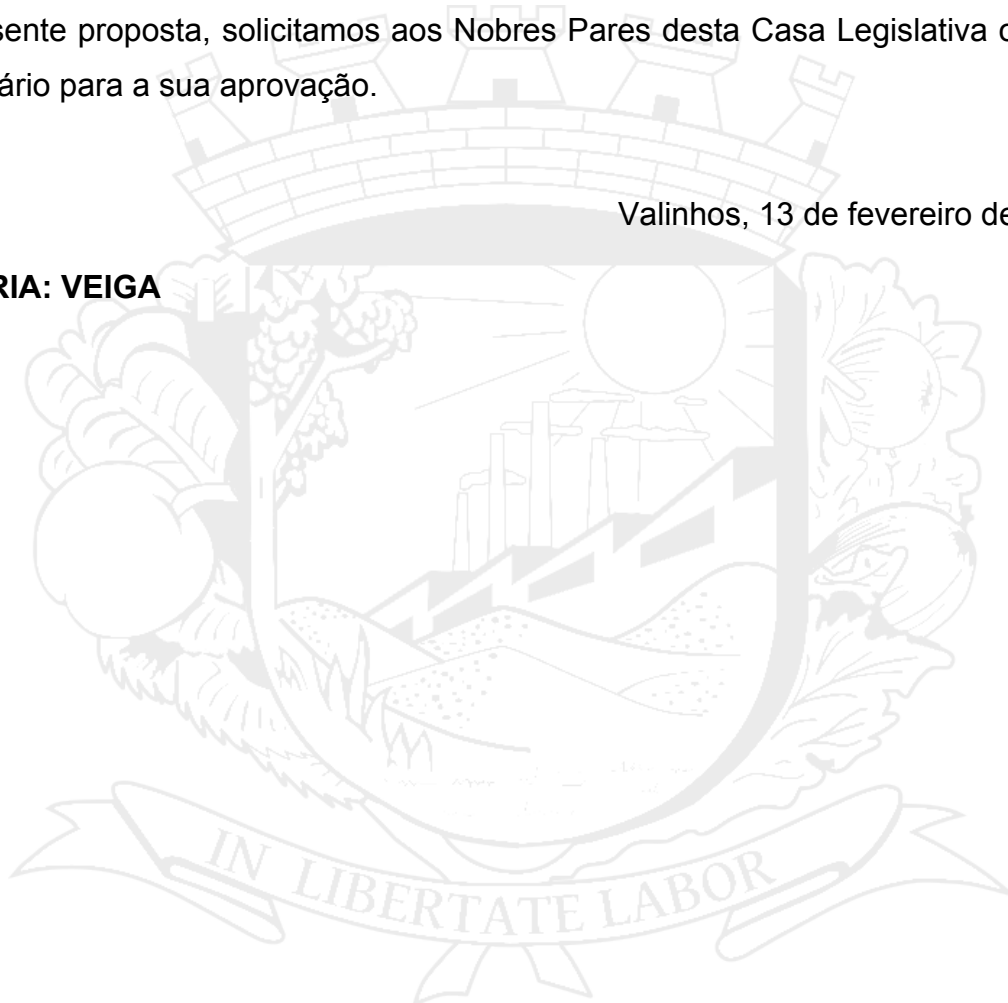 sente proposta, solicitamos aos Nobres Pares desta Casa Legislativa
ário para a sua aprovação.
Valinhos, 13 de fevereiro de
RIA: VEIGA
IN LIBERTATE LABOR